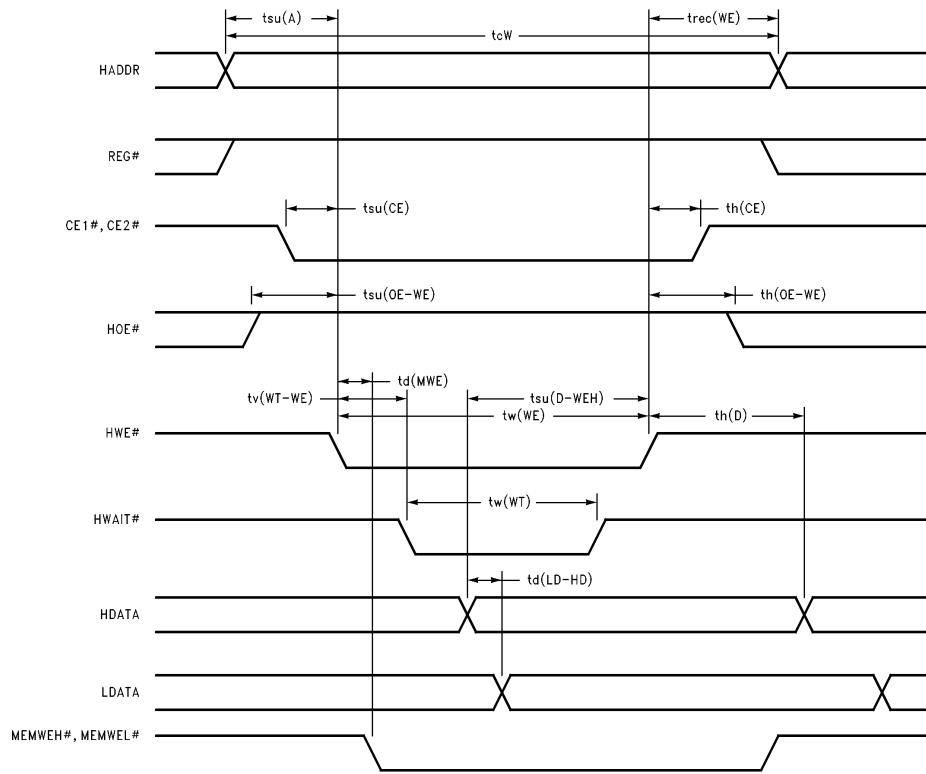 tsu(A)
trec(WE)
tcW
HADDR
REG#
tsu(CE)
th(CE)
CE1#, CE2#
tsu(OE-WE)
th(OE-WE)
HOE#
td(MWE)
tv(WT-WE)
tsu(D-WEH)
tw(WE)
th(D)
HWE#
tw(WT)
HWAIT#
td(LD-HD)
HDATA
LDATA
MEMWEH#, MEMWEL#